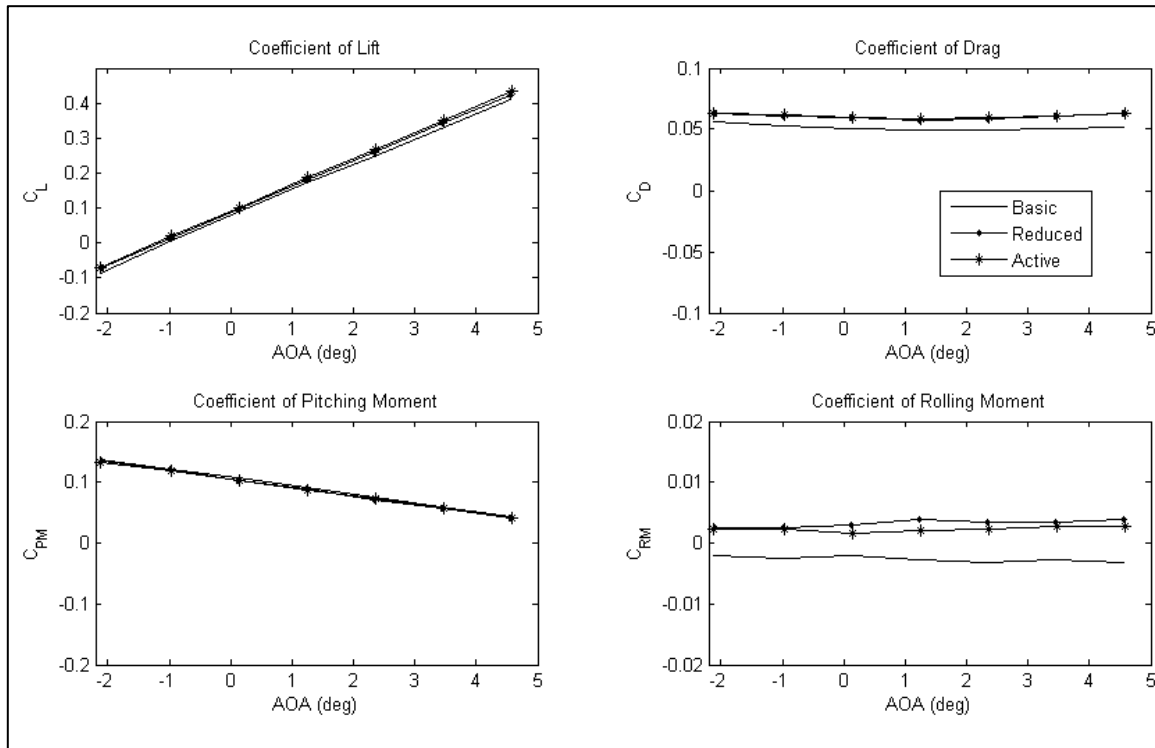 Coefficient of Lift
0.4
0.3
0.2
0.1
0
-0.1
-0.2
C_L
-2 -1 0 1 2 3 4 5
AOA (deg)
Coefficient of Drag
0.1
0.05
0
-0.05
-0.1
C_D
Basic
Reduced
Active
-2 -1 0 1 2 3 4 5
AOA (deg)
Coefficient of Pitching Moment
0.2
0.1
0
-0.1
-0.2
C_PM
-2 -1 0 1 2 3 4 5
AOA (deg)
Coefficient of Rolling Moment
0.02
0.01
0
-0.01
-0.02
C_RM
-2 -1 0 1 2 3 4 5
AOA (deg)